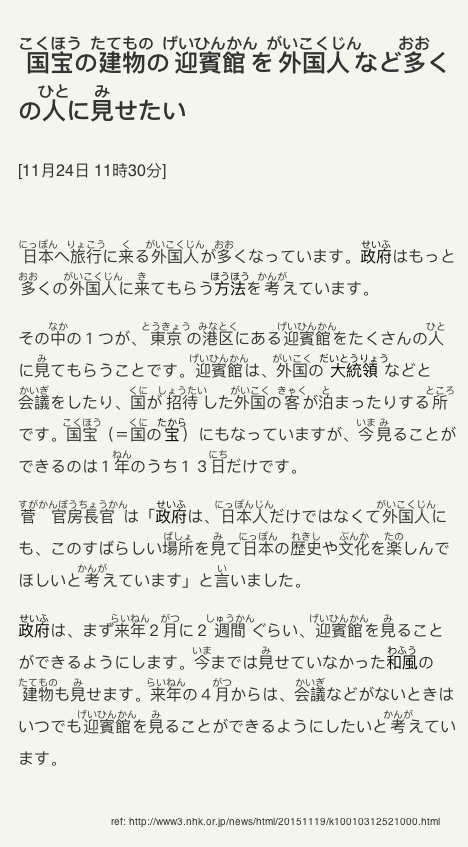 国宝の建物の迎賓館を外国人など多く
の人に見せたい
[11月24日 11時30分]
日本へ旅行に来る外国人が多くなっています。政府はもっと
多くの外国人に来てもらう方法を考えています。
その中の１つが、東京の港区にある迎賓館をたくさんの人
に見てもらうことです。迎賓館は、外国の大統領などと
会議をしたり、国が招待した外国の客が泊まったりする所
です。国宝（＝国の宝）にもなっていますが、今見ることが
できるのは１年のうち１３日だけです。
菅　官房長官は「政府は、日本人だけではなくて外国人に
も、このすばらしい場所を見て日本の歴史や文化を楽しんで
ほしいと考えています」と言いました。
政府は、まず来年２月に２週間ぐらい、迎賓館を見ること
ができるようにします。今までは見せていなかった和風の
建物も見せます。来年の４月からは、会議などがないときは
いつでも迎賓館を見ることができるようにしたいと考えてい
ます。
ref: http://www3.nhk.or.jp/news/html/20151119/k10010312521000.html